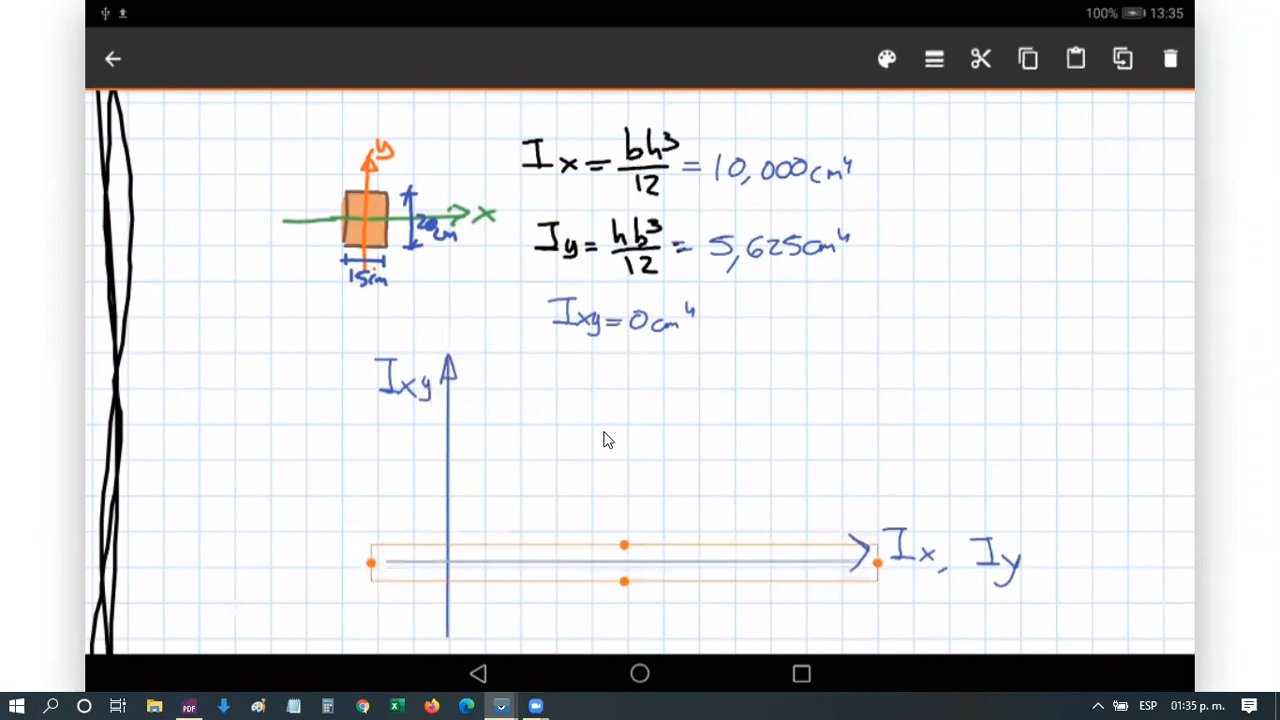 100% 13:35
y
Ix = bh³/12 = 10,000cm⁴
x
20cm
Iy = hb³/12 = 5,625cm⁴
15cm
Ixy = 0cm⁴
Ixy
Ix, Iy
ESP 01:35 p. m.